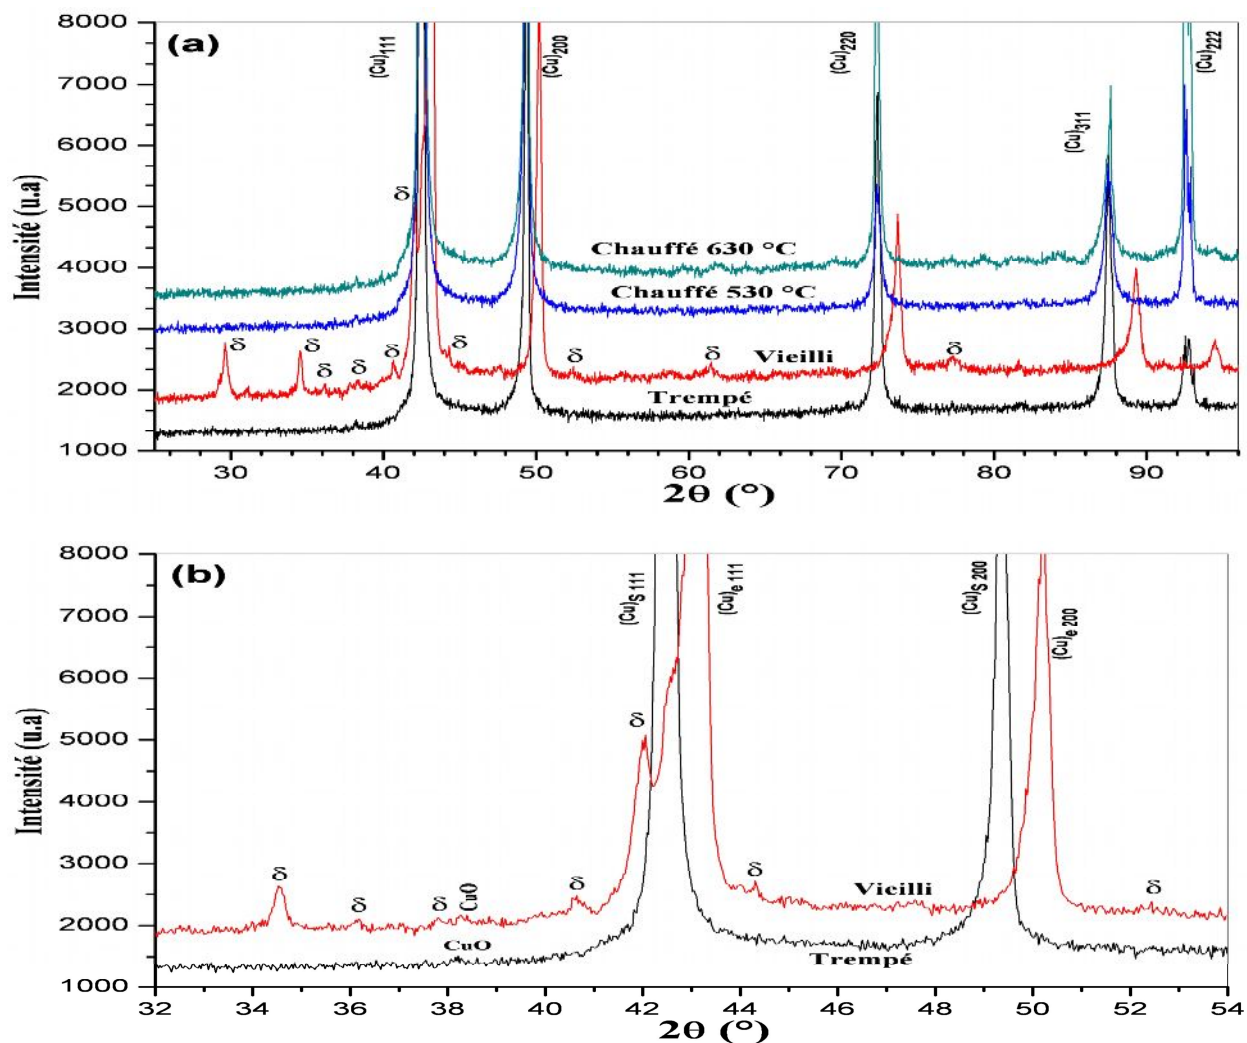 (a)
8000
7000
6000
5000
4000
3000
2000
1000
Intensité (u.a)
(Cu)111
(Cu)200
(Cu)220
(Cu)311
(Cu)222
δ
Chauffé 630 °C
Chauffé 530 °C
δ
δ
δ
δ
δ
δ
δ
δ
Vieilli
δ
Trempé
30
40
50
60
70
80
90
2θ (°)
(b)
8000
7000
6000
5000
4000
3000
2000
1000
Intensité (u.a)
(Cu)S 111
(Cu)e 111
(Cu)S 200
(Cu)e 200
δ
δ
δ
δ
CuO
δ
δ
Vieilli
δ
CuO
Trempé
32
34
36
38
40
42
44
46
48
50
52
54
2θ (°)